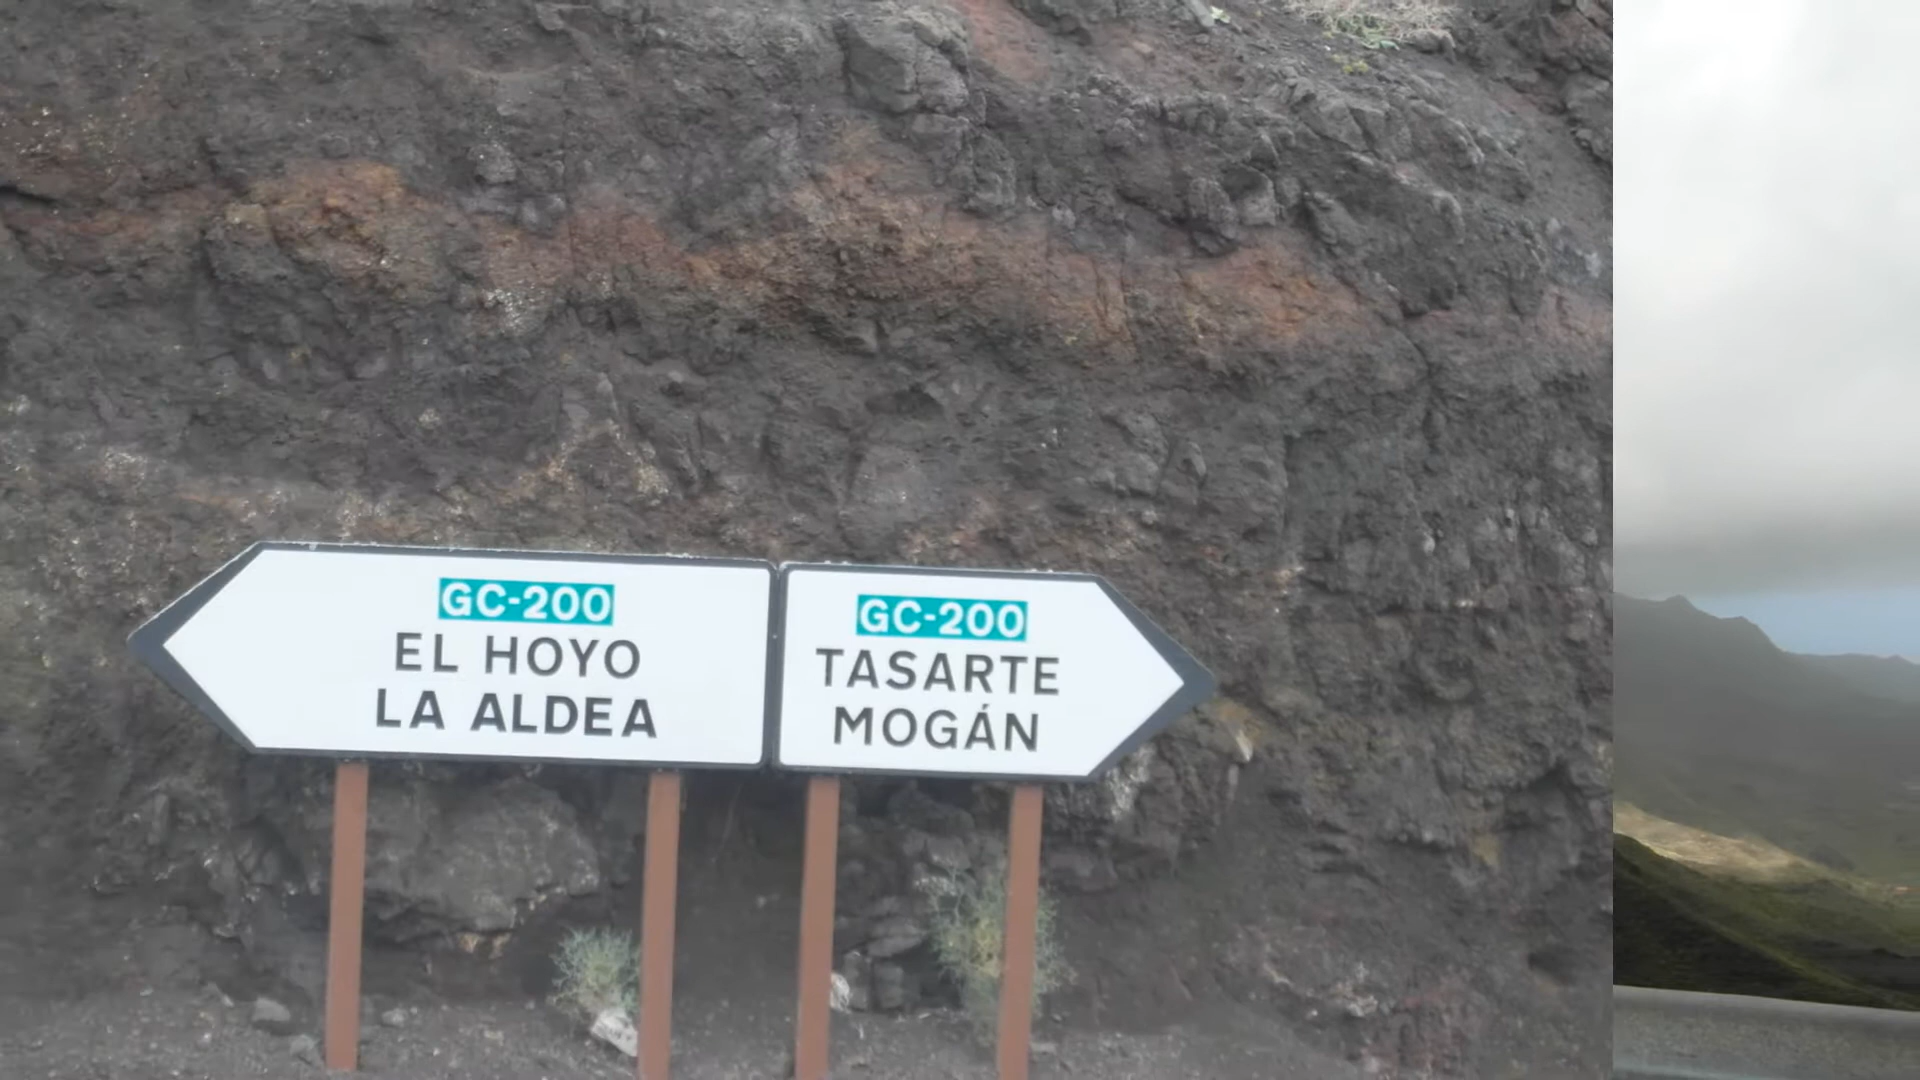 GC-200
EL HOYO
LA ALDEA
GC-200
TASARTE
MOGÁN